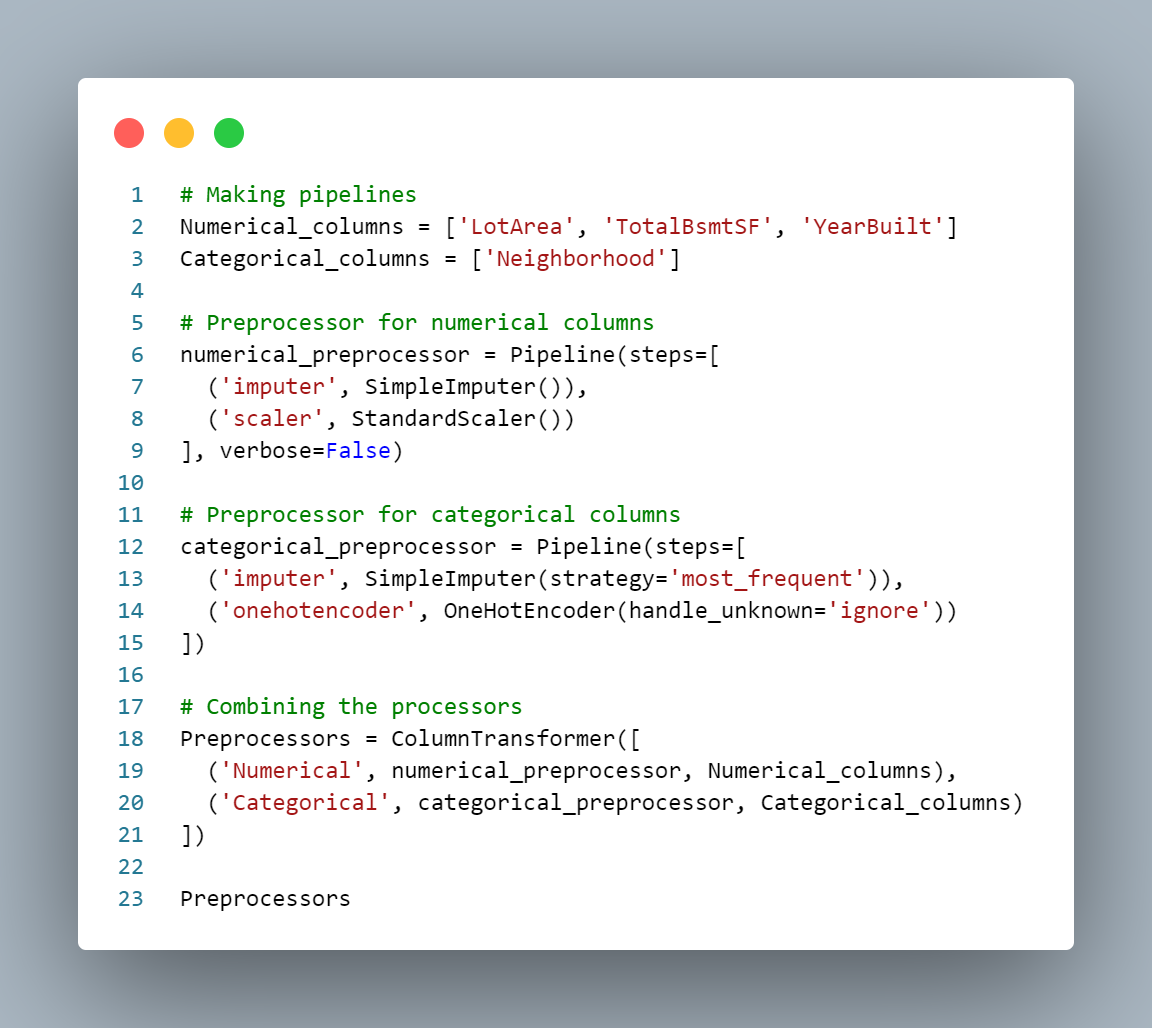 1 # Making pipelines
2 Numerical_columns = ['LotArea', 'TotalBsmtSF', 'YearBuilt']
3 Categorical_columns = ['Neighborhood']
4
5 # Preprocessor for numerical columns
6 numerical_preprocessor = Pipeline(steps=[
7   ('imputer', SimpleImputer()),
8   ('scaler', StandardScaler())
9 ], verbose=False)
10
11 # Preprocessor for categorical columns
12 categorical_preprocessor = Pipeline(steps=[
13   ('imputer', SimpleImputer(strategy='most_frequent')),
14   ('onehotencoder', OneHotEncoder(handle_unknown='ignore'))
15 ])
16
17 # Combining the processors
18 Preprocessors = ColumnTransformer([
19   ('Numerical', numerical_preprocessor, Numerical_columns),
20   ('Categorical', categorical_preprocessor, Categorical_columns)
21 ])
22
23 Preprocessors